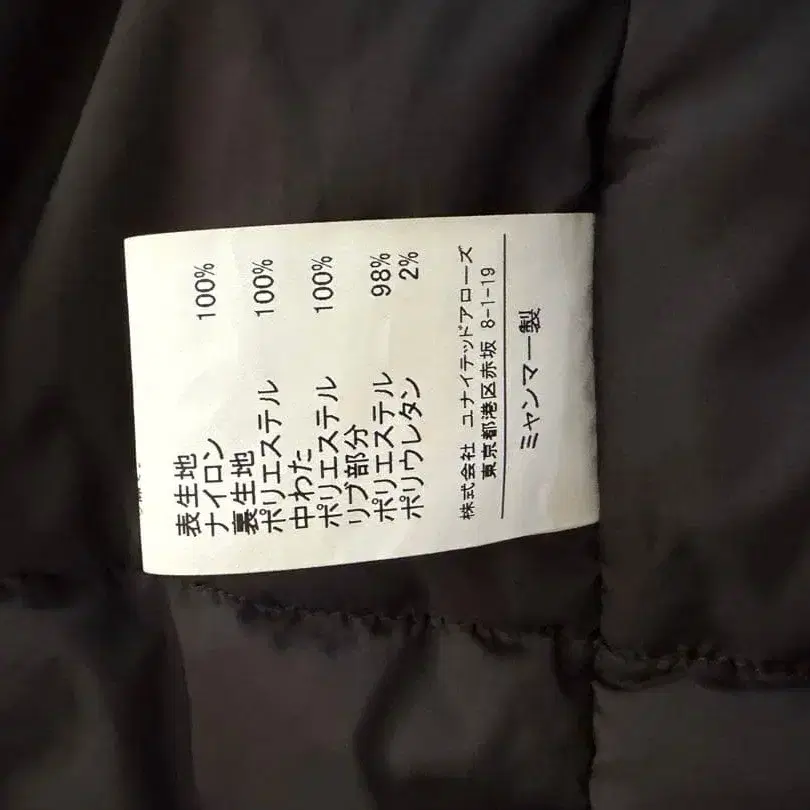 表生地
ナイロン 100%
裏生地
ポリエステル 100%
中わた
ポリエステル 100%
リブ部分
ポリエステル 98%
ポリウレタン 2%
株式会社 ユナイテッドアローズ
東京都港区赤坂 8-1-19
ミャンマー製